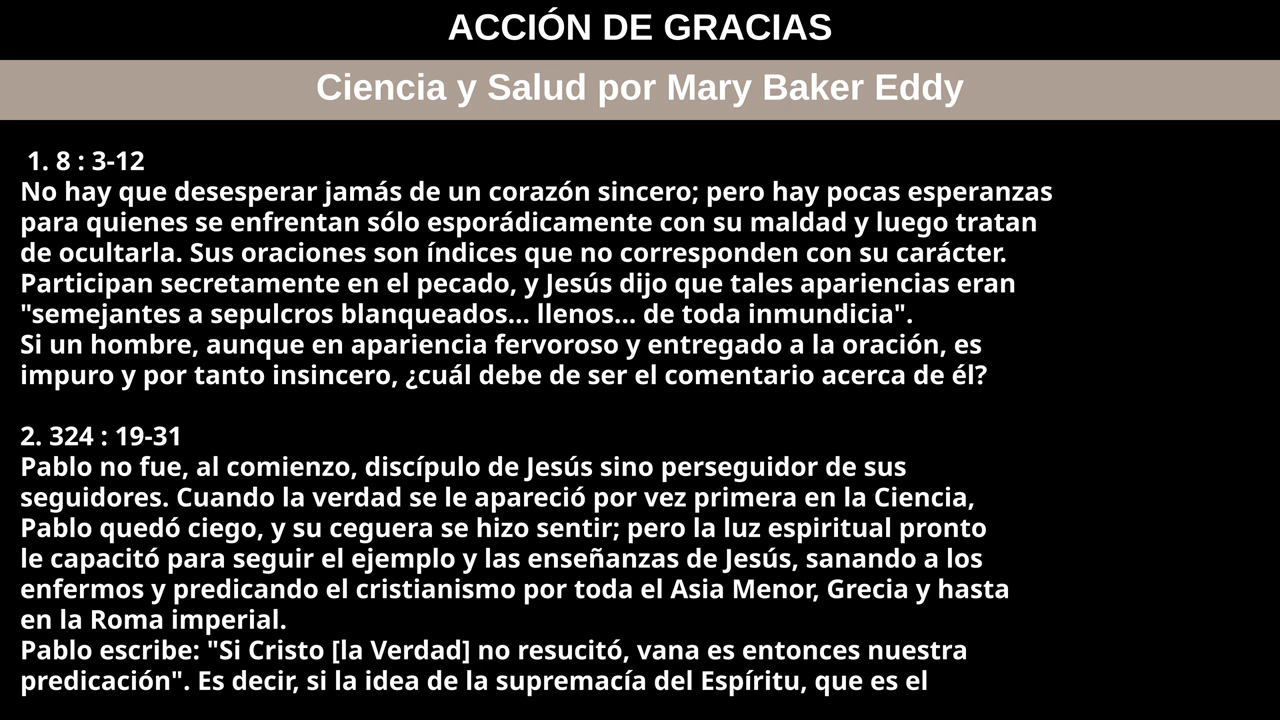 ACCIÓN DE GRACIAS
Ciencia y Salud por Mary Baker Eddy
1. 8 : 3-12
No hay que desesperar jamás de un corazón sincero; pero hay pocas esperanzas
para quienes se enfrentan sólo esporádicamente con su maldad y luego tratan
de ocultarla. Sus oraciones son índices que no corresponden con su carácter.
Participan secretamente en el pecado, y Jesús dijo que tales apariencias eran
"semejantes a sepulcros blanqueados... llenos... de toda inmundicia".
Si un hombre, aunque en apariencia fervoroso y entregado a la oración, es
impuro y por tanto insincero, ¿cuál debe de ser el comentario acerca de él?
2. 324 : 19-31
Pablo no fue, al comienzo, discípulo de Jesús sino perseguidor de sus
seguidores. Cuando la verdad se le apareció por vez primera en la Ciencia,
Pablo quedó ciego, y su ceguera se hizo sentir; pero la luz espiritual pronto
le capacitó para seguir el ejemplo y las enseñanzas de Jesús, sanando a los
enfermos y predicando el cristianismo por toda el Asia Menor, Grecia y hasta
en la Roma imperial.
Pablo escribe: "Si Cristo [la Verdad] no resucitó, vana es entonces nuestra
predicación". Es decir, si la idea de la supremacía del Espíritu, que es el